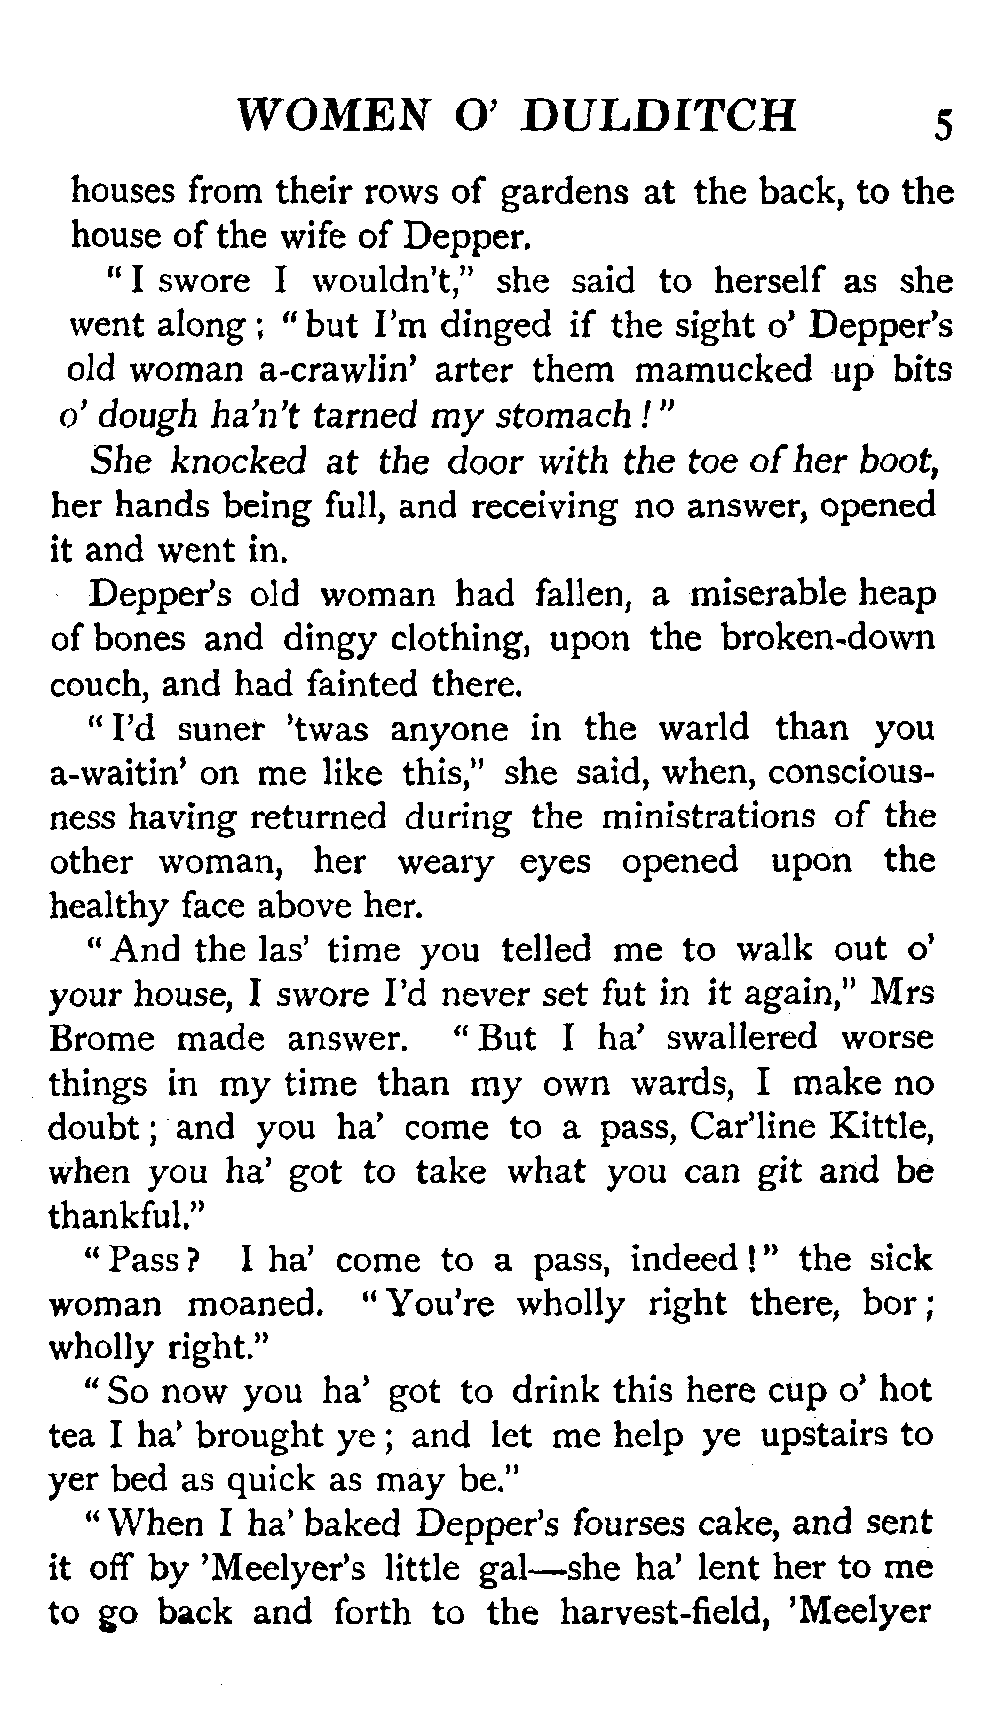 WOMEN O' DULDITCH 5
houses from their rows of gardens at the back, to the
house of the wife of Depper.
"I swore I wouldn't," she said to herself as she
went along; "but I'm dinged if the sight o' Depper's
old woman a-crawlin' arter them mamucked up bits
o' dough ha'n't tarned my stomach!"
She knocked at the door with the toe of her boot,
her hands being full, and receiving no answer, opened
it and went in.
Depper's old woman had fallen, a miserable heap
of bones and dingy clothing, upon the broken-down
couch, and had fainted there.
"I'd suner 'twas anyone in the warld than you
a-waitin' on me like this," she said, when, conscious-
ness having returned during the ministrations of the
other woman, her weary eyes opened upon the
healthy face above her.
"And the las' time you telled me to walk out o'
your house, I swore I'd never set fut in it again," Mrs
Brome made answer. "But I ha' swallered worse
things in my time than my own wards, I make no
doubt; and you ha' come to a pass, Car'line Kittle,
when you ha' got to take what you can git and be
thankful."
"Pass? I ha' come to a pass, indeed!" the sick
woman moaned. "You're wholly right there, bor;
wholly right."
"So now you ha' got to drink this here cup o' hot
tea I ha' brought ye; and let me help ye upstairs to
yer bed as quick as may be."
"When I ha' baked Depper's fourses cake, and sent
it off by 'Meelyer's little gal—she ha' lent her to me
to go back and forth to the harvest-field, 'Meelyer